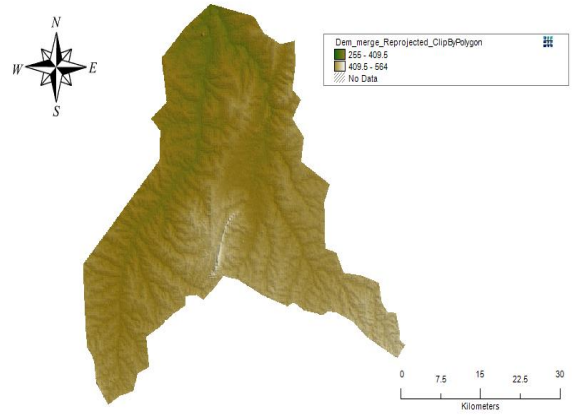 N
W E
S
Dem_merge_Reprojected_ClipByPolygon
255 - 409.5
409.5 - 564
No Data
0 7.5 15 22.5 30
Kilometers